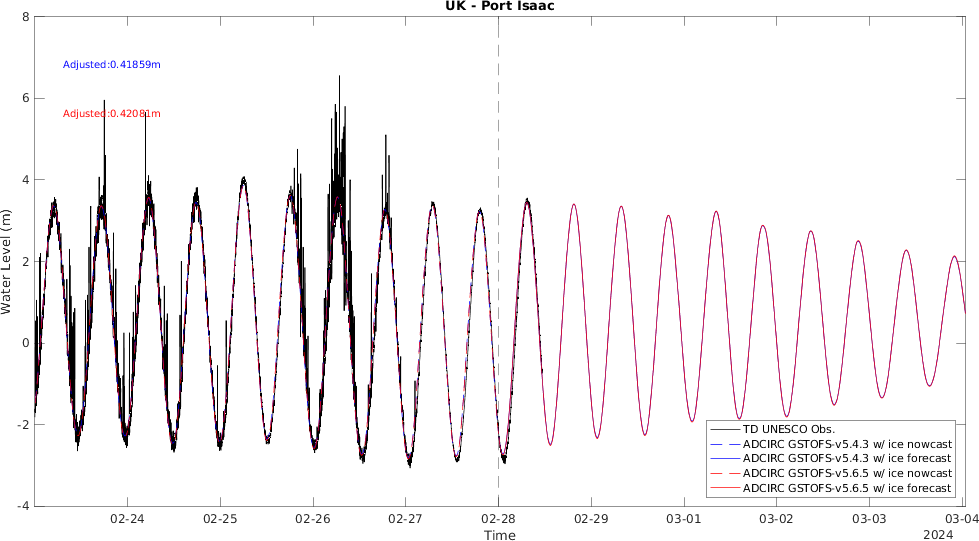 UK - Port Isaac
8
6
4
2
0
-2
-4
Water Level (m)
Adjusted:0.41859m
Adjusted:0.42081m
TD UNESCO Obs.
ADCIRC GSTOFS-v5.4.3 w/ ice nowcast
ADCIRC GSTOFS-v5.4.3 w/ ice forecast
ADCIRC GSTOFS-v5.6.5 w/ ice nowcast
ADCIRC GSTOFS-v5.6.5 w/ ice forecast
02-24 02-25 02-26 02-27 02-28 02-29 03-01 03-02 03-03 03-04
Time
2024